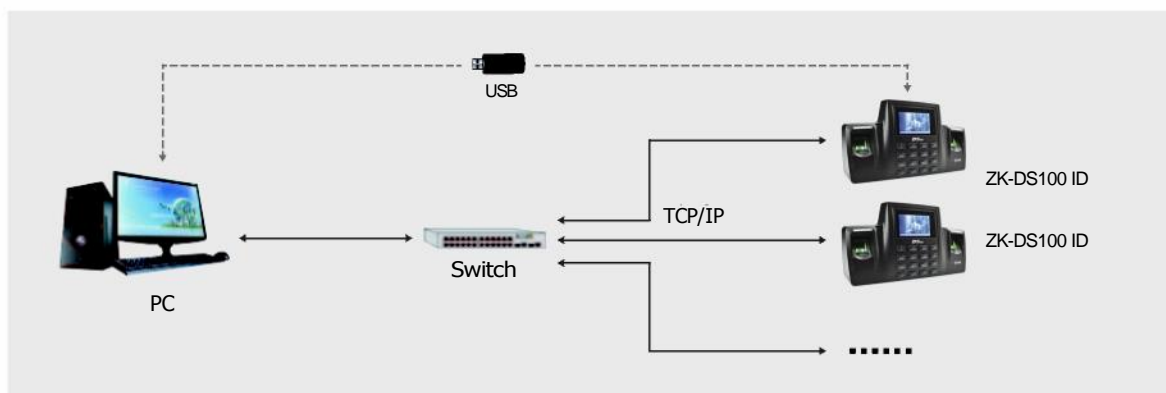 USB
ZK-DS100 ID
TCP/IP
ZK-DS100 ID
Switch
PC